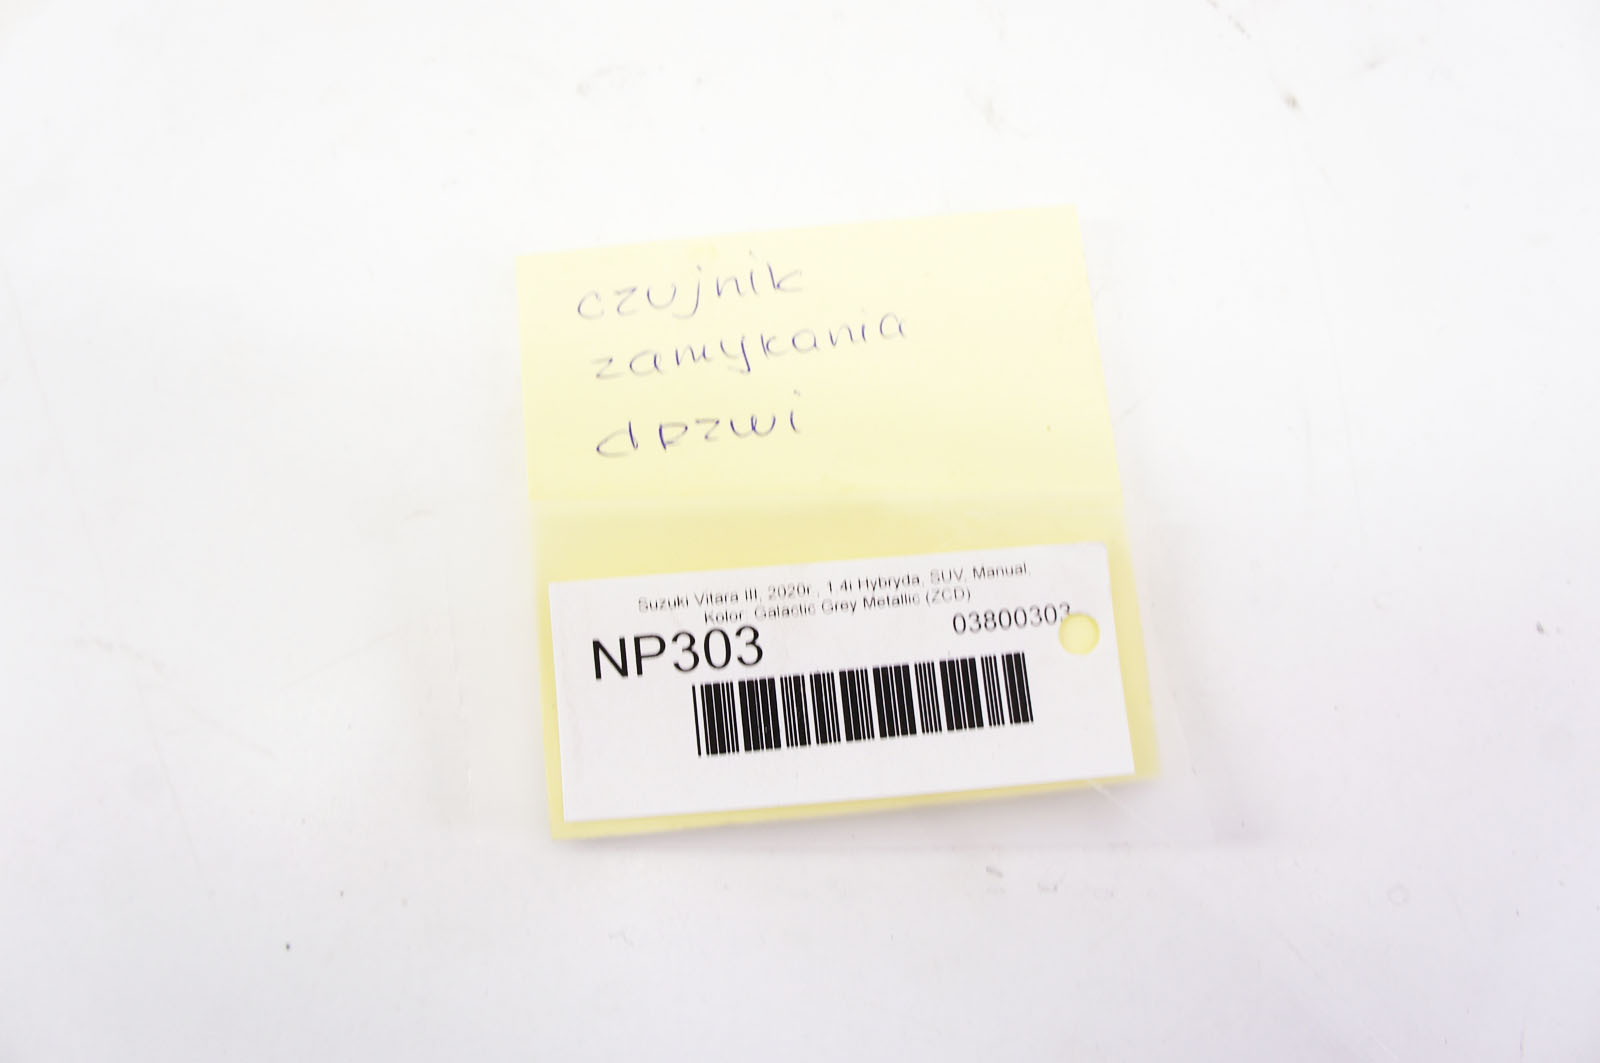 czujnik
zamykania
drzwi
Suzuki Vitara III, 2020r., 1.4i Hybryda, SUV, Manual,
Kolor: Galactic Grey Metallic (ZCD)
NP303 03800303